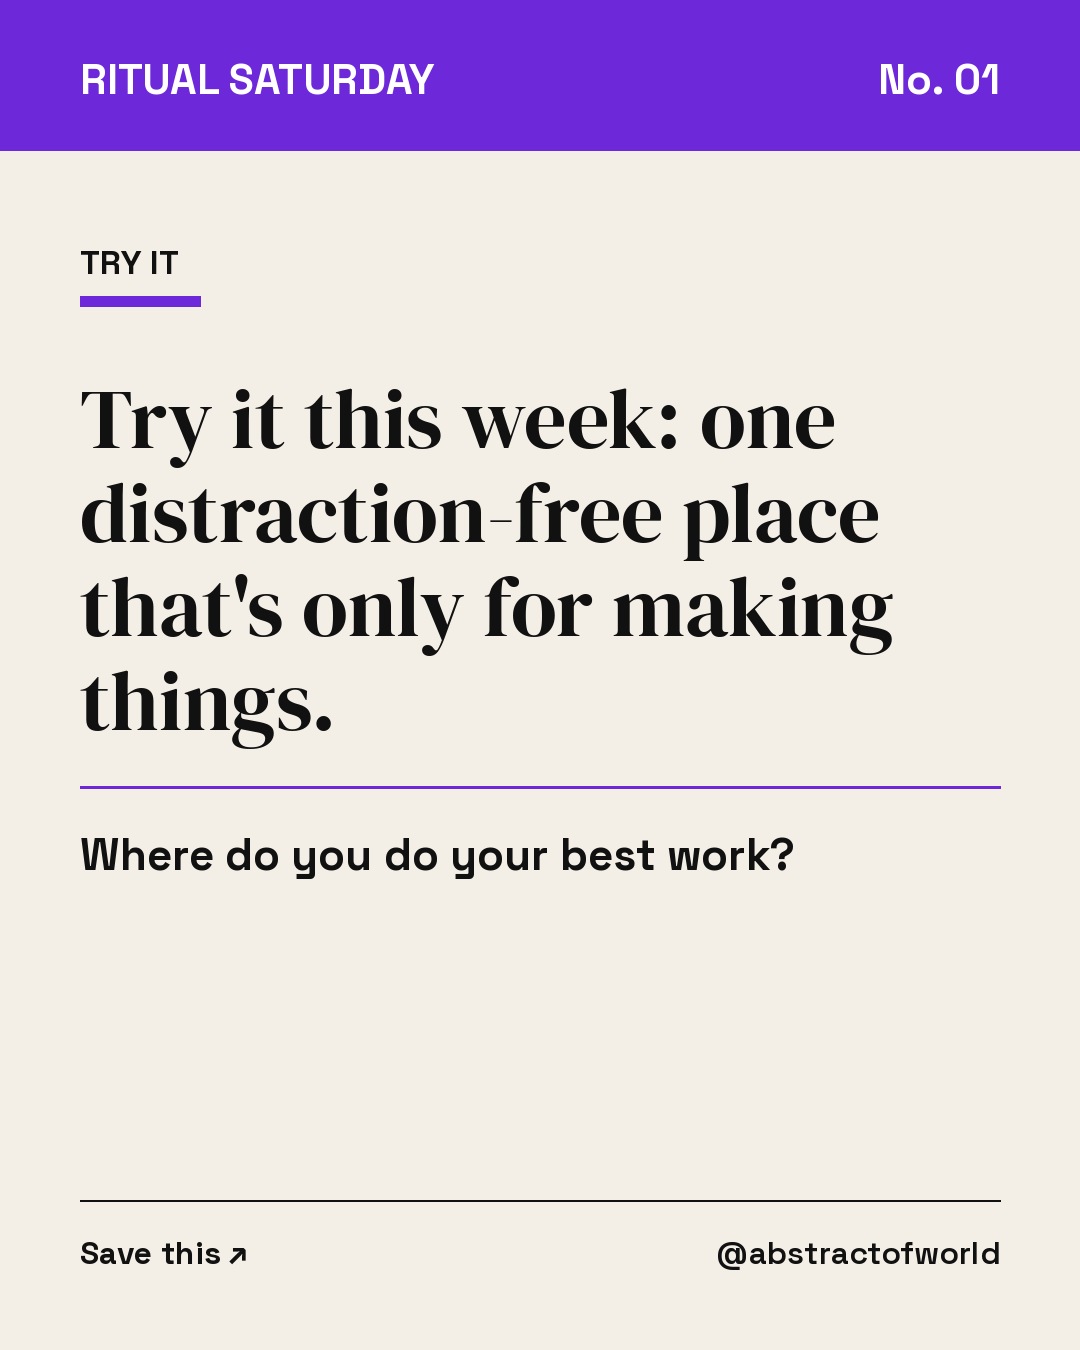 RITUAL SATURDAY
No. 01
TRY IT
Try it this week: one
distraction-free place
that's only for making
things.
Where do you do your best work?
Save this ↗
@abstractofworld